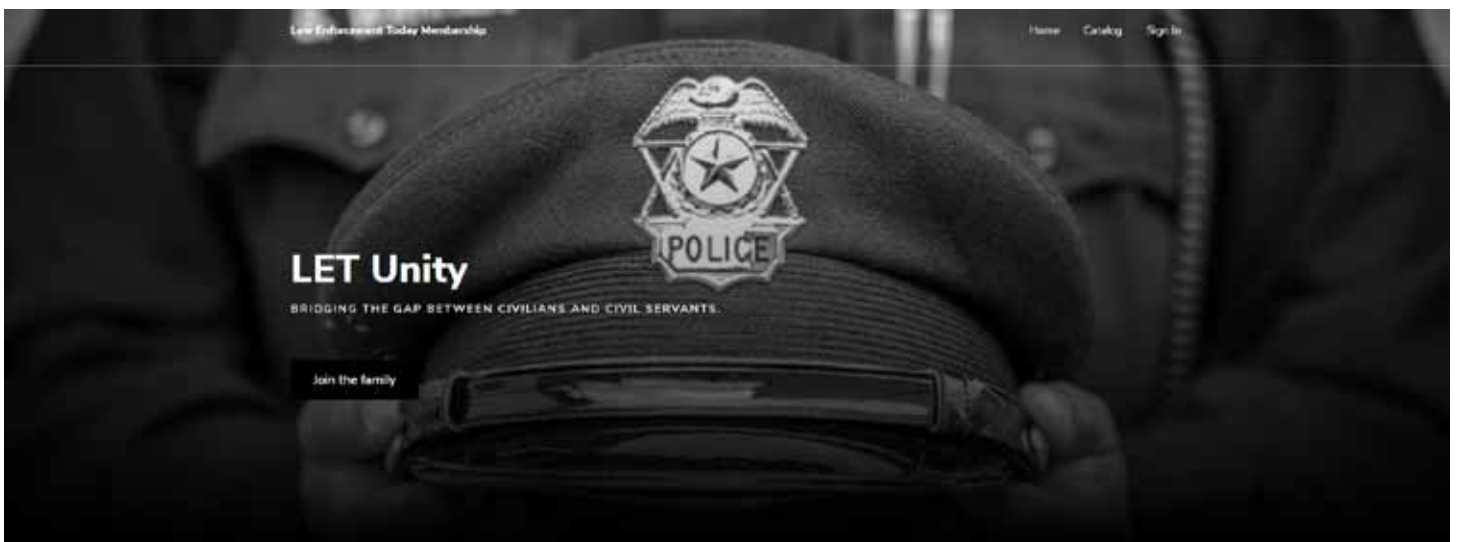 Law Enforcement Today Membership
Home Catalog Sign In
POLICE
LET Unity
BRIDGING THE GAP BETWEEN CIVILIANS AND CIVIL SERVANTS.
Join the family